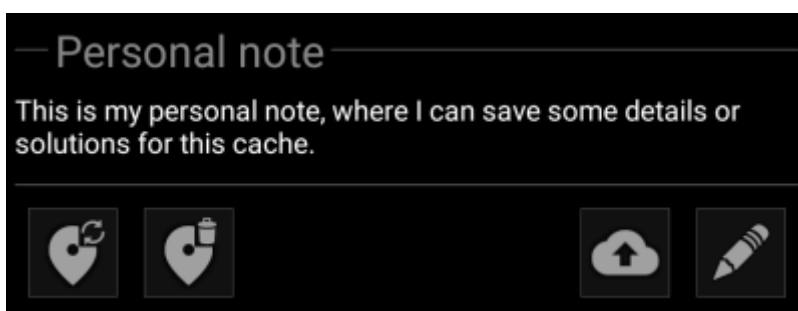 Personal note
This is my personal note, where I can save some details or
solutions for this cache.